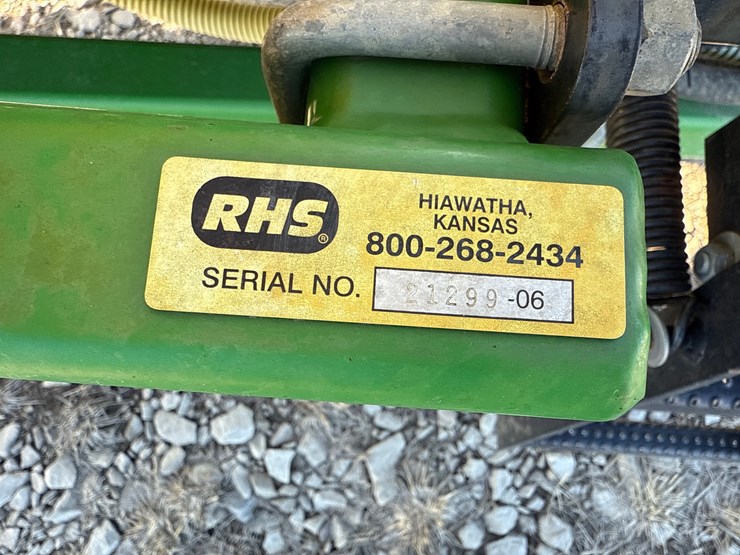 RHS®
HIAWATHA,
KANSAS
800-268-2434
SERIAL NO. 21299-06